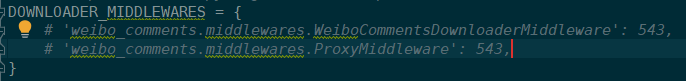 DOWNLOADER_MIDDLEWARES = {
# 'weibo_comments.middlewares.WeiboCommentsDownloaderMiddleware': 543,
# 'weibo_comments.middlewares.ProxyMiddleware': 543,
}